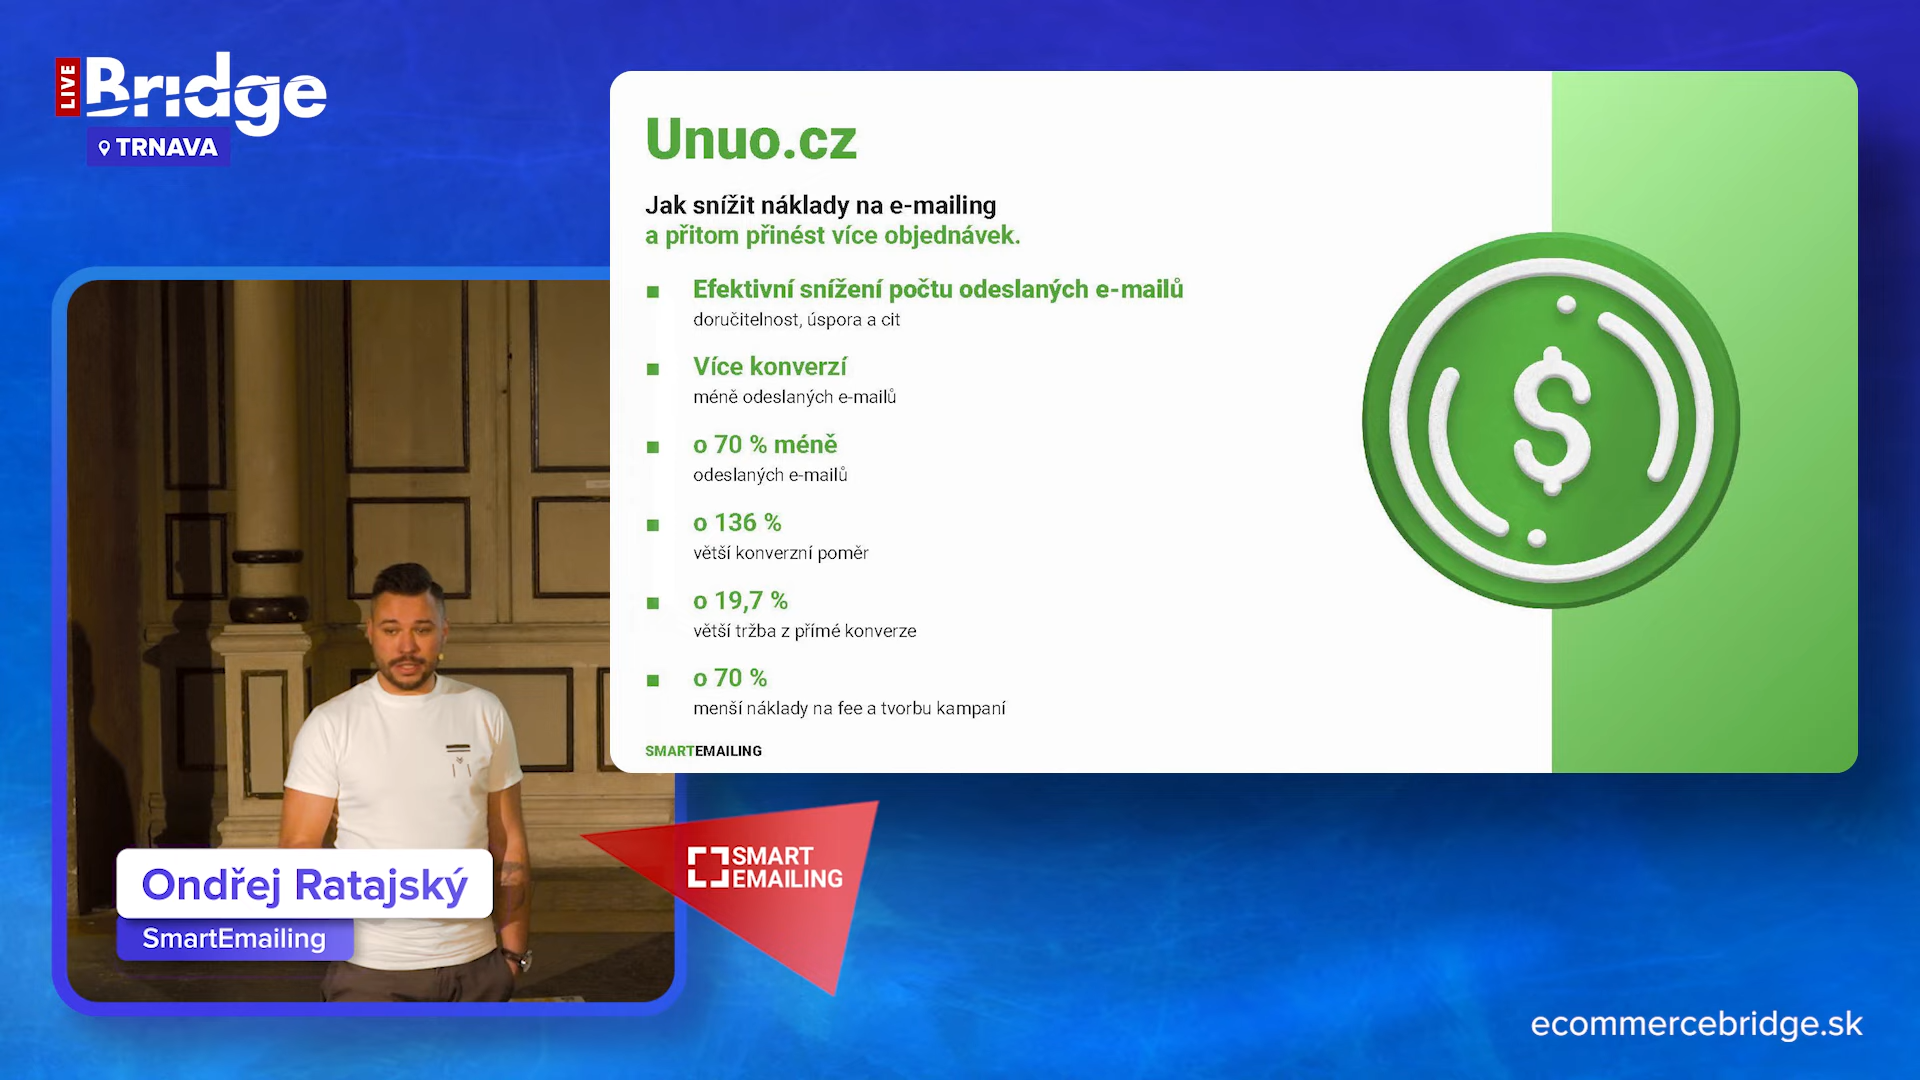 LIVE
Bridge
TRNAVA
Unuo.cz
Jak snížit náklady na e-mailing
a přitom přinést více objednávek.
Efektivní snížení počtu odeslaných e-mailů
doručitelnost, úspora a cit
Více konverzí
méně odeslaných e-mailů
o 70 % méně
odeslaných e-mailů
o 136 %
větší konverzní poměr
o 19,7 %
větší tržba z přímé konverze
o 70 %
menší náklady na fee a tvorbu kampaní
SMARTEMAILING
$
Ondřej Ratajský
SmartEmailing
SMART
EMAILING
ecommercebridge.sk